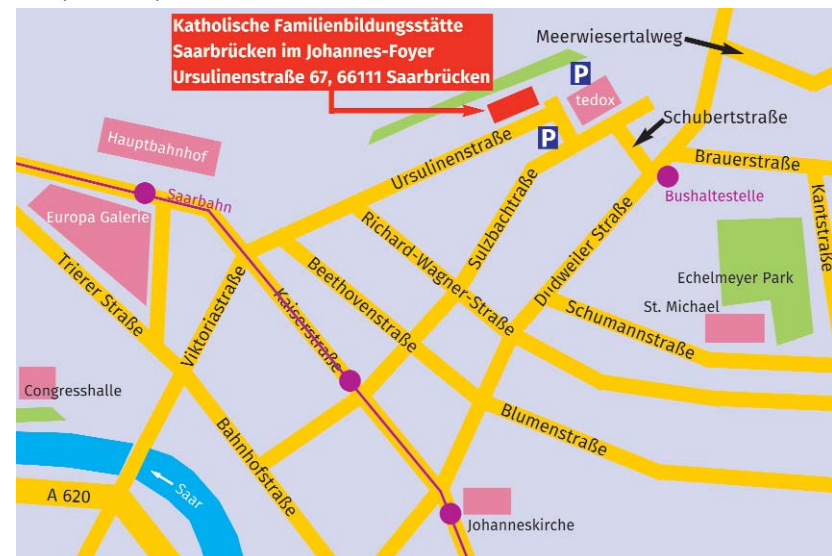 Katholische Familienbildungsstätte
Saarbrücken im Johannes-Foyer
Ursulinenstraße 67, 66111 Saarbrücken
Meerwiesertalweg
P
tedox
Schubertstraße
P
Hauptbahnhof
Ursulinenstraße
Brauerstraße
Bushaltestelle
Kantstraße
Saarbahn
Europa Galerie
Sulzbachtraße
Richard-Wagner-Straße
Dudweiler Straße
Echelmeyer Park
St. Michael
Trierer Straße
Viktoriastraße
Kaiserstraße
Beethovenstraße
Schumannstraße
Congresshalle
Bahnhofstraße
Blumenstraße
Saar
A 620
Johanneskirche